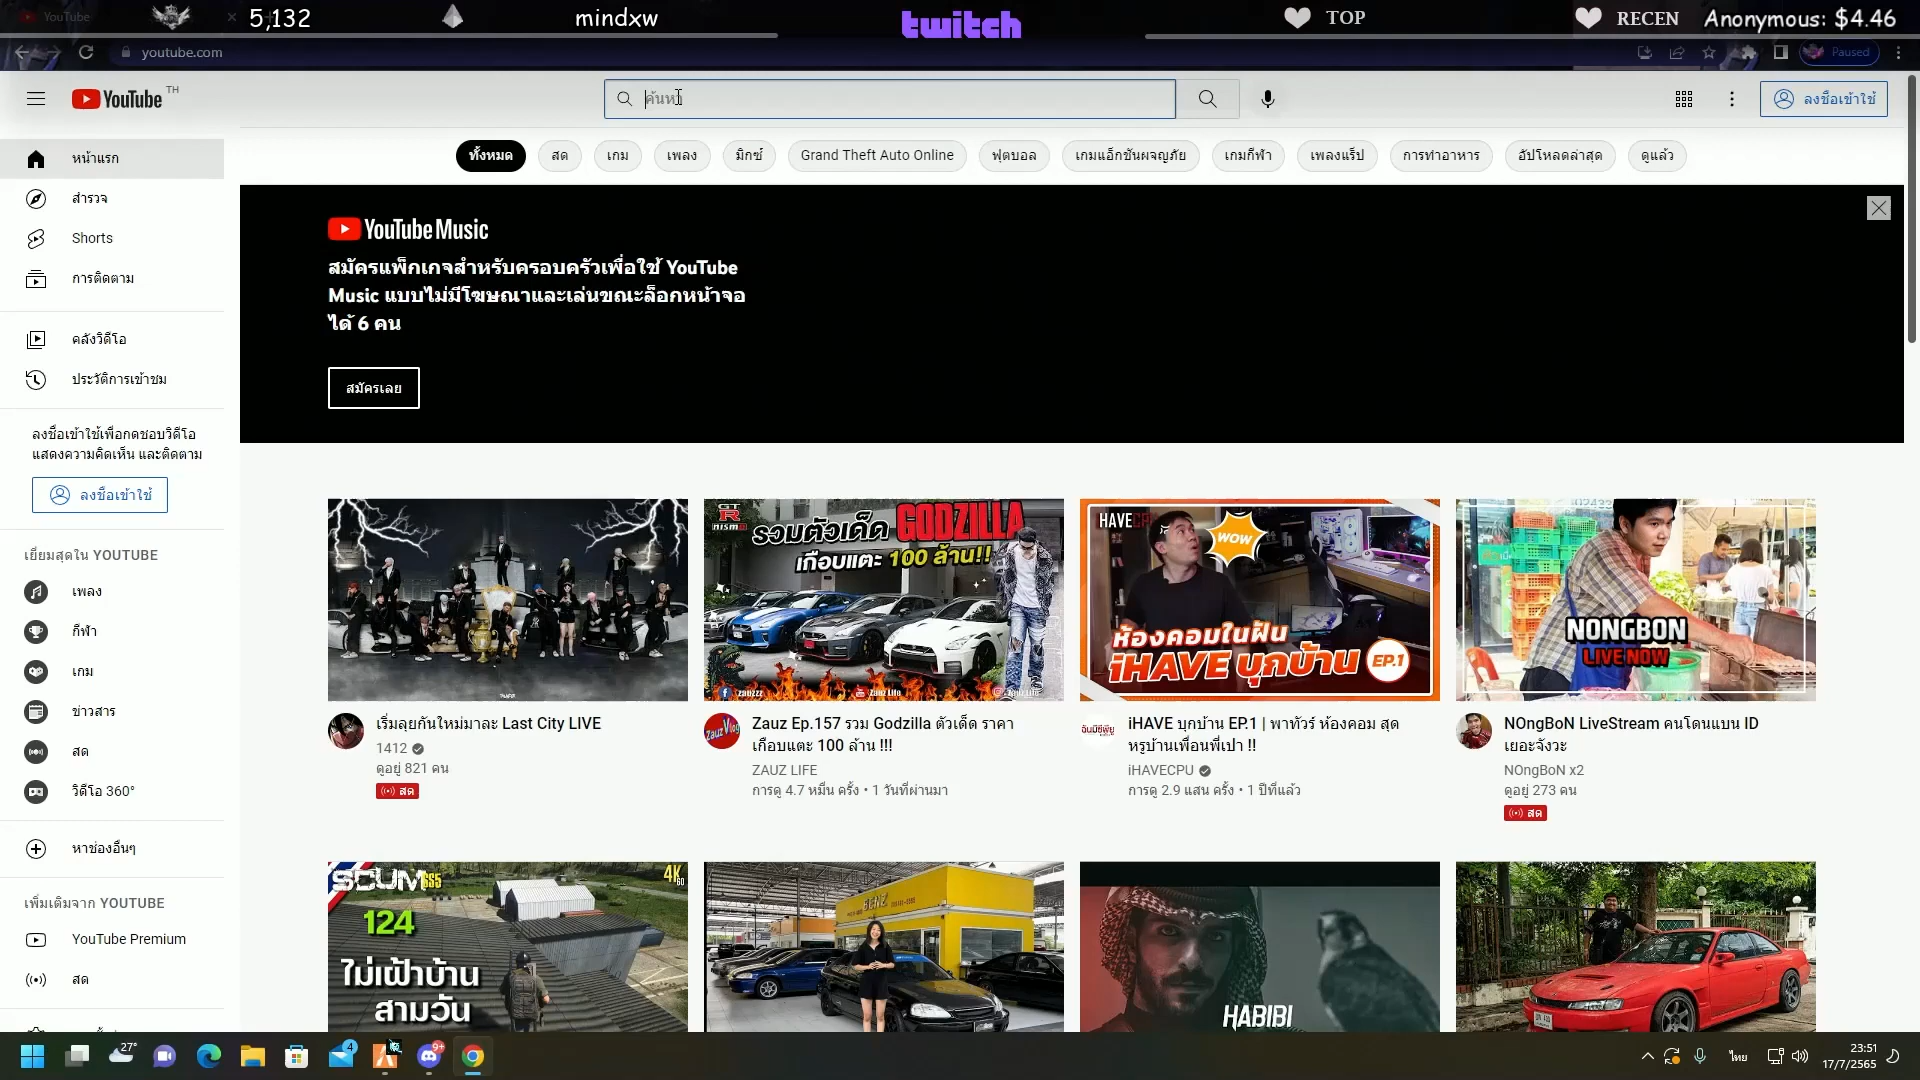 YouTube
5,132
mindxw
twitch
TOP
RECEN
Anonymous: $4.46
youtube.com
Paused
YouTube TH
ค้นหา
ลงชื่อเข้าใช้
ทั้งหมด
สด
เกม
เพลง
มิกซ์
Grand Theft Auto Online
ฟุตบอล
เกมแอ็กชันผจญภัย
เกมกีฬา
เพลงแร็ป
การทำอาหาร
อัปโหลดล่าสุด
ดูแล้ว
หน้าแรก
สำรวจ
Shorts
การติดตาม
คลังวิดีโอ
ประวัติการเข้าชม
ลงชื่อเข้าใช้เพื่อกดชอบวิดีโอ
แสดงความคิดเห็น และติดตาม
ลงชื่อเข้าใช้
เยี่ยมสุดใน YOUTUBE
เพลง
กีฬา
เกม
ข่าวสาร
สด
วิดีโอ 360°
หาช่องอื่นๆ
เพิ่มเติมจาก YOUTUBE
YouTube Premium
สด
YouTube Music
สมัครแพ็กเกจสำหรับครอบครัวเพื่อใช้ YouTube
Music แบบไม่มีโฆษณาและเล่นขณะล็อกหน้าจอ
ได้ 6 คน
สมัครเลย
GT
R
nismo
รวมตัวเด็ด GODZILLA
เกือบแตะ 100 ล้าน!!
zauzzz
Zauz Life
WOW
ห้องคอมในฝัน
iHAVE บุกบ้าน EP.1
NONGBON
LIVE NOW
เริ่มลุยกันใหม่มาละ Last City LIVE
1412
ดูอยู่ 821 คน
สด
Zauz Vlog
Zauz Ep.157 รวม Godzilla ตัวเด็ด ราคา
เกือบแตะ 100 ล้าน !!!
ZAUZ LIFE
การดู 4.7 หมื่น ครั้ง • 1 วันที่ผ่านมา
iHAVE บุกบ้าน EP.1 | พาทัวร์ ห้องคอม สุด
หรูบ้านเพื่อนพี่เปา !!
iHAVECPU
การดู 2.9 แสน ครั้ง • 1 ปีที่แล้ว
NOngBoN LiveStream คนโดนแบน ID
เยอะจังวะ
NOngBoN x2
ดูอยู่ 273 คน
สด
SCUM SS5
4K
60
124
ไม่เฝ้าบ้าน
สามวัน
BENZ
HABIBI
27°
4
9+
ไทย
23:51
17/7/2565